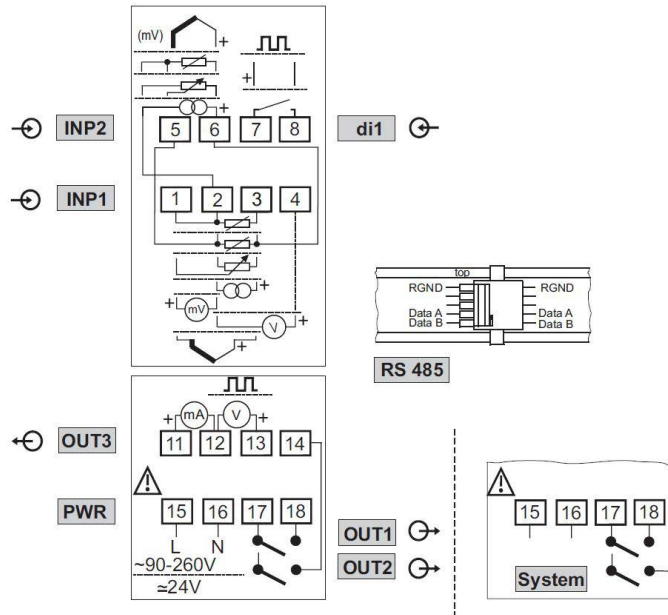 (mV) +
+
+
INP2 5 6 7 8 di1
INP1 1 2 3 4
+
+ mV
V +
+
top
RGND RGND
Data A Data A
Data B Data B
RS 485
+ mA V +
OUT3 11 12 13 14
PWR 15 16 17 18
L N
~90-260V
≃24V
OUT1
OUT2
15 16 17 18
System